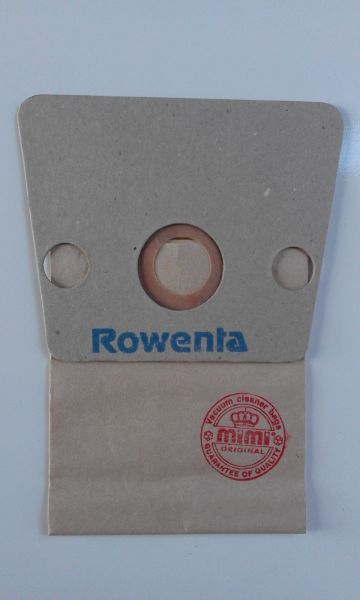 Rowenta
Vacuum cleaner bags
mimi
ORIGINAL
GUARANTEE OF QUALITY